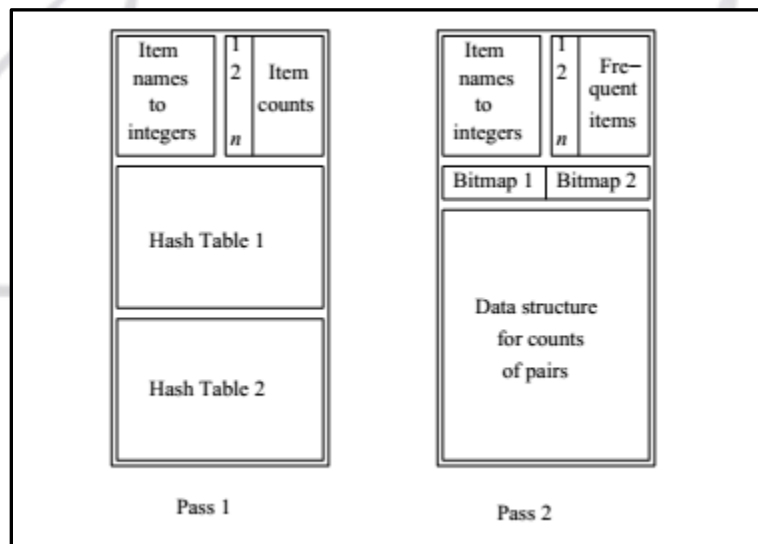 Item
names
to
integers
1
2
n
Item
counts
Hash Table 1
Hash Table 2
Pass 1
Item
names
to
integers
1
2
n
Fre–
quent
items
Bitmap 1
Bitmap 2
Data structure
for counts
of pairs
Pass 2